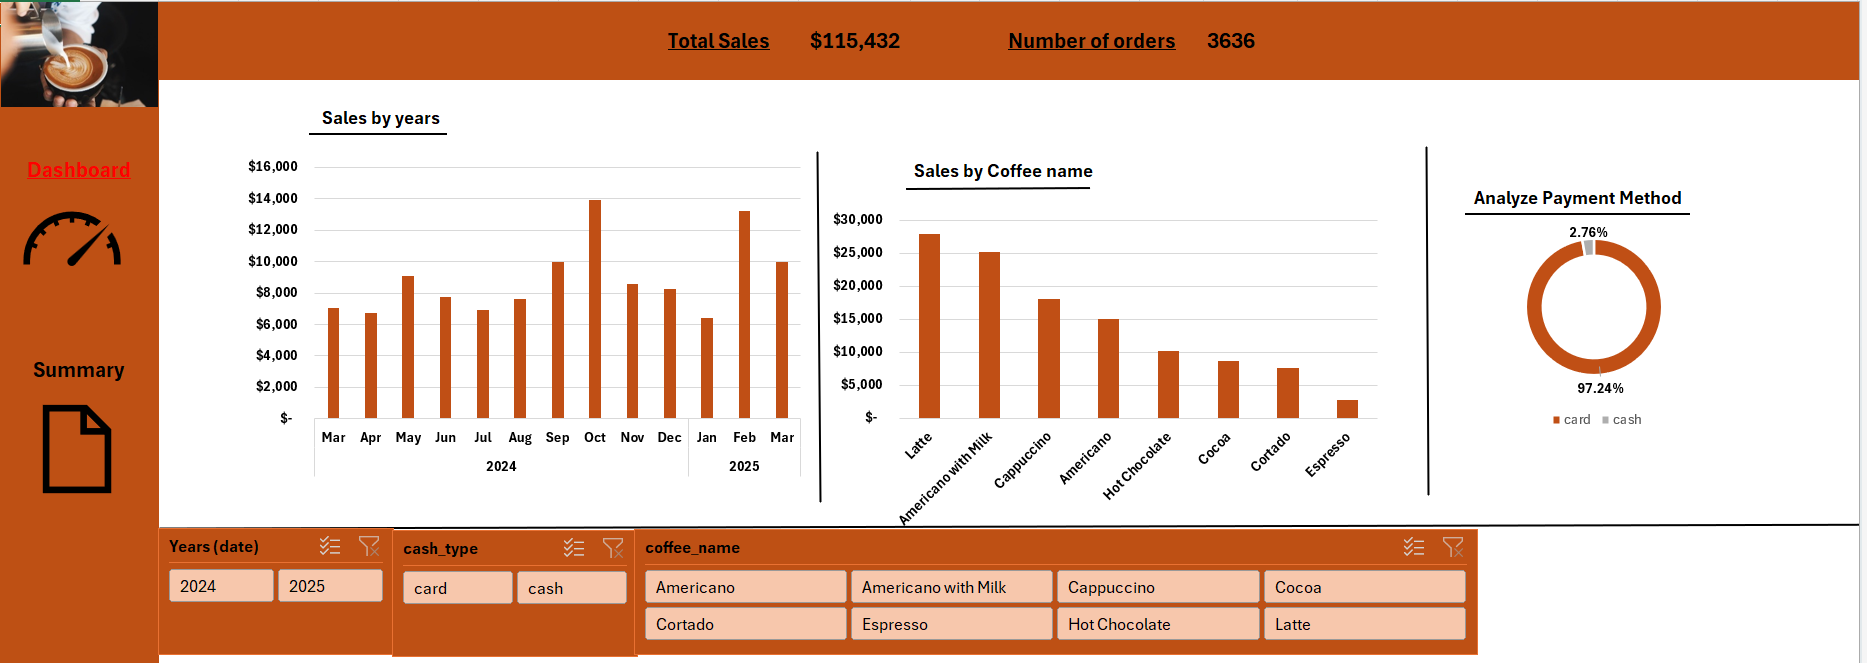 Total Sales $115,432 Number of orders 3636
Dashboard
Summary
Sales by years
$16,000
$14,000
$12,000
$10,000
$8,000
$6,000
$4,000
$2,000
$-
Mar Apr May Jun Jul Aug Sep Oct Nov Dec Jan Feb Mar
2024 2025
Sales by Coffee name
$30,000
$25,000
$20,000
$15,000
$10,000
$5,000
$-
Latte
Americano with Milk
Cappuccino
Americano
Hot Chocolate
Cocoa
Cortado
Espresso
Analyze Payment Method
2.76%
97.24%
card cash
Years (date)
2024 2025
cash_type
card cash
coffee_name
Americano Americano with Milk Cappuccino Cocoa
Cortado Espresso Hot Chocolate Latte